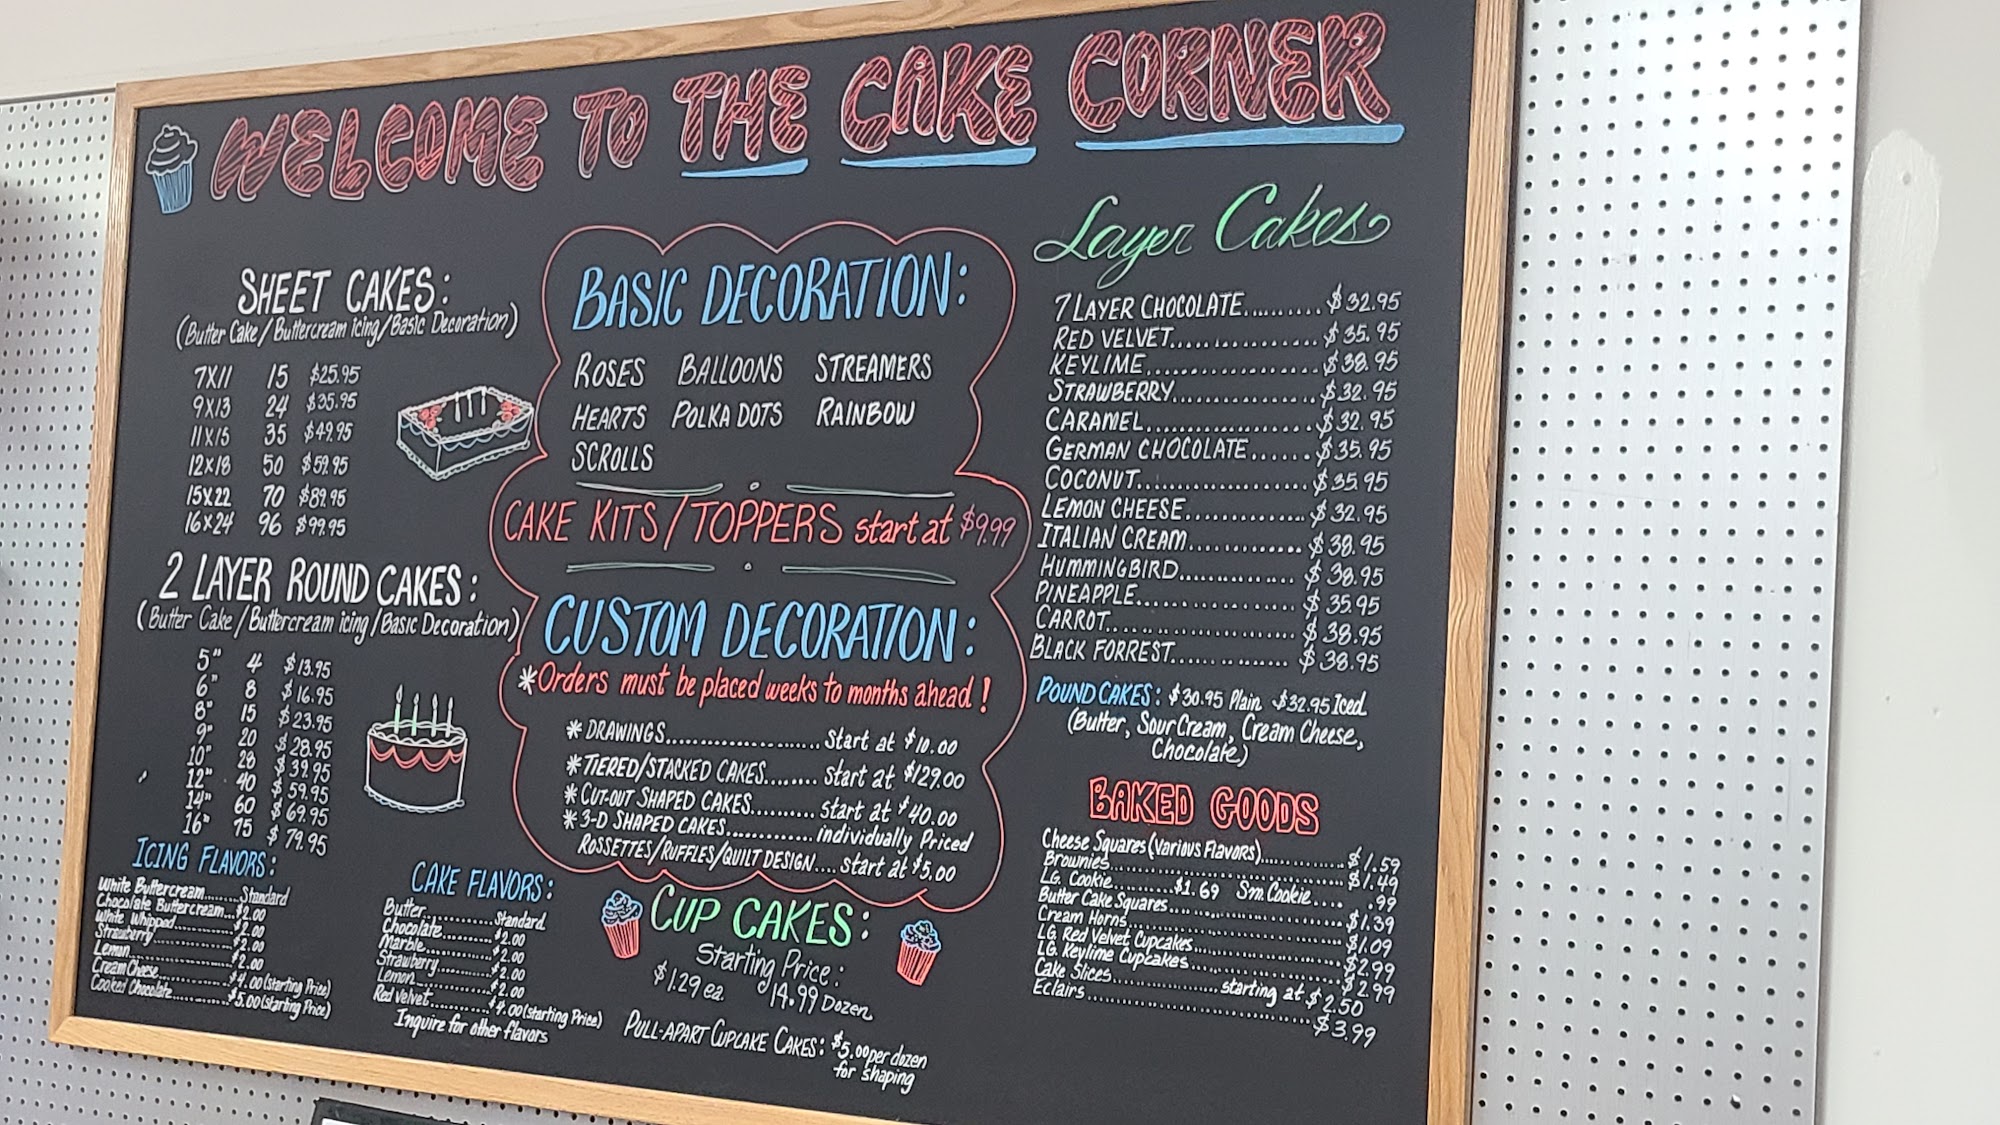 WELCOME TO THE CAKE CORNER
SHEET CAKES:
(Butter Cake/Buttercream icing/Basic Decoration)
7X11 15 $25.95
9X13 24 $35.95
11X15 35 $49.95
12X18 50 $59.95
15X22 70 $89.95
16X24 96 $99.95
2 LAYER ROUND CAKES:
(Butter Cake/Buttercream icing/Basic Decoration)
5" 4 $13.95
6" 8 $16.95
8" 15 $23.95
9" 20 $28.95
10" 28 $39.95
12" 40 $59.95
14" 60 $69.95
16" 75 $79.95
ICING FLAVORS:
White Buttercream.......Standard
Chocolate Buttercream...$2.00
White Whipped..............$2.00
Strawberry................$2.00
Lemon.....................$2.00
Cream Cheese..............$4.00(starting Price)
Cooked Chocolate..........$5.00(starting Price)
CAKE FLAVORS:
Butter............Standard
Chocolate.........$2.00
Marble............$2.00
Strawberry........$2.00
Lemon.............$2.00
Red Velvet........$4.00(starting Price)
Inquire for other flavors
BASIC DECORATION:
ROSES BALLOONS STREAMERS
HEARTS POLKA DOTS RAINBOW
SCROLLS
CAKE KITS/TOPPERS start at $9.99
CUSTOM DECORATION:
*Orders must be placed weeks to months ahead!
*DRAWINGS...................... Start at $10.00
*TIERED/STACKED CAKES........ Start at $129.00
*CUT-OUT SHAPED CAKES.......... start at $40.00
*3-D SHAPED CAKES............. individually Priced
ROSSETTES/RUFFLES/QUILT DESIGN.... start at $5.00
CUP CAKES:
Starting Price:
$1.29 ea. 14.99 Dozen
PULL-APART CUPCAKE CAKES: $5.00 per dozen
for shaping
Layer Cakes
7 LAYER CHOCOLATE..........$32.95
RED VELVET................$35.95
KEYLIME...................$38.95
STRAWBERRY................$32.95
CARAMEL...................$32.95
GERMAN CHOCOLATE......$35.95
COCONUT...................$35.95
LEMON CHEESE..............$32.95
ITALIAN CREAM.............$38.95
HUMMINGBIRD...............$38.95
PINEAPPLE.................$35.95
CARROT....................$38.95
BLACK FORREST.............$38.95
POUND CAKES: $30.95 Plain $32.95 Iced
(Butter, Sour Cream, Cream Cheese,
Chocolate)
BAKED GOODS
Cheese Squares(Various Flavors)............$1.59
Brownies..............................$1.49
LG. Cookie..........$1.69 Sm. Cookie.... .99
Butter Cake Squares....................$1.39
Cream Horns............................$1.09
LG. Red Velvet Cupcakes................$2.99
LG. Keylime Cupcakes...................$2.99
Cake Slices...............starting at $2.50
Eclairs................................$3.99